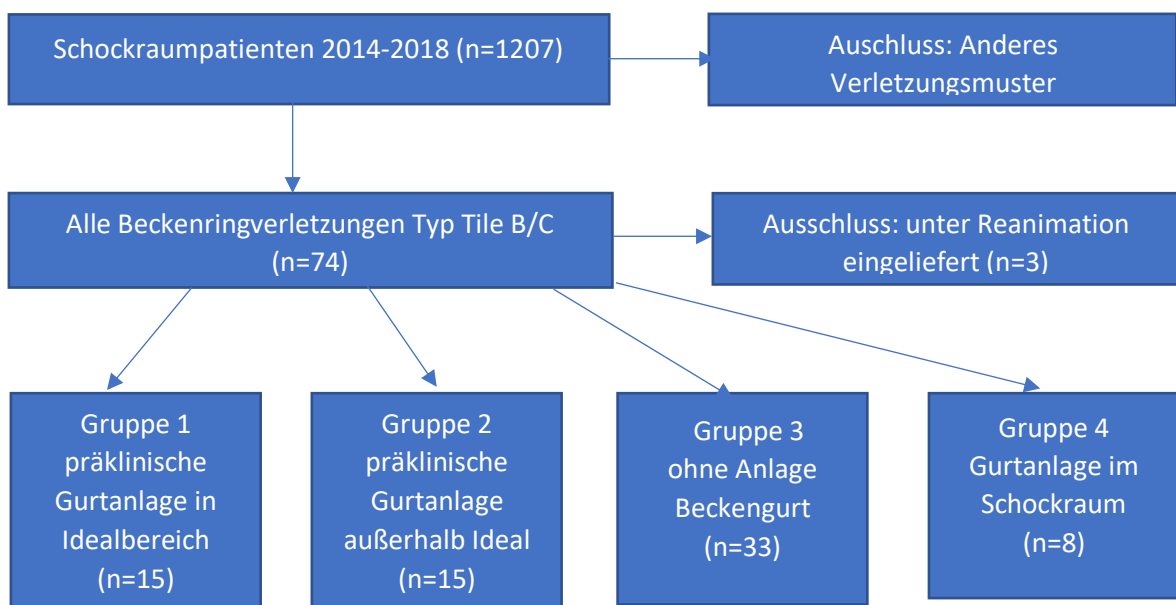 Schockraumpatienten 2014-2018 (n=1207)
Auschluss: Anderes
Verletzungsmuster
Alle Beckenringverletzungen Typ Tile B/C
(n=74)
Ausschluss: unter Reanimation
eingeliefert (n=3)
Gruppe 1
präklinische
Gurtanlage in
Idealbereich
(n=15)
Gruppe 2
präklinische
Gurtanlage
außerhalb Ideal
(n=15)
Gruppe 3
ohne Anlage
Beckengurt
(n=33)
Gruppe 4
Gurtanlage im
Schockraum
(n=8)